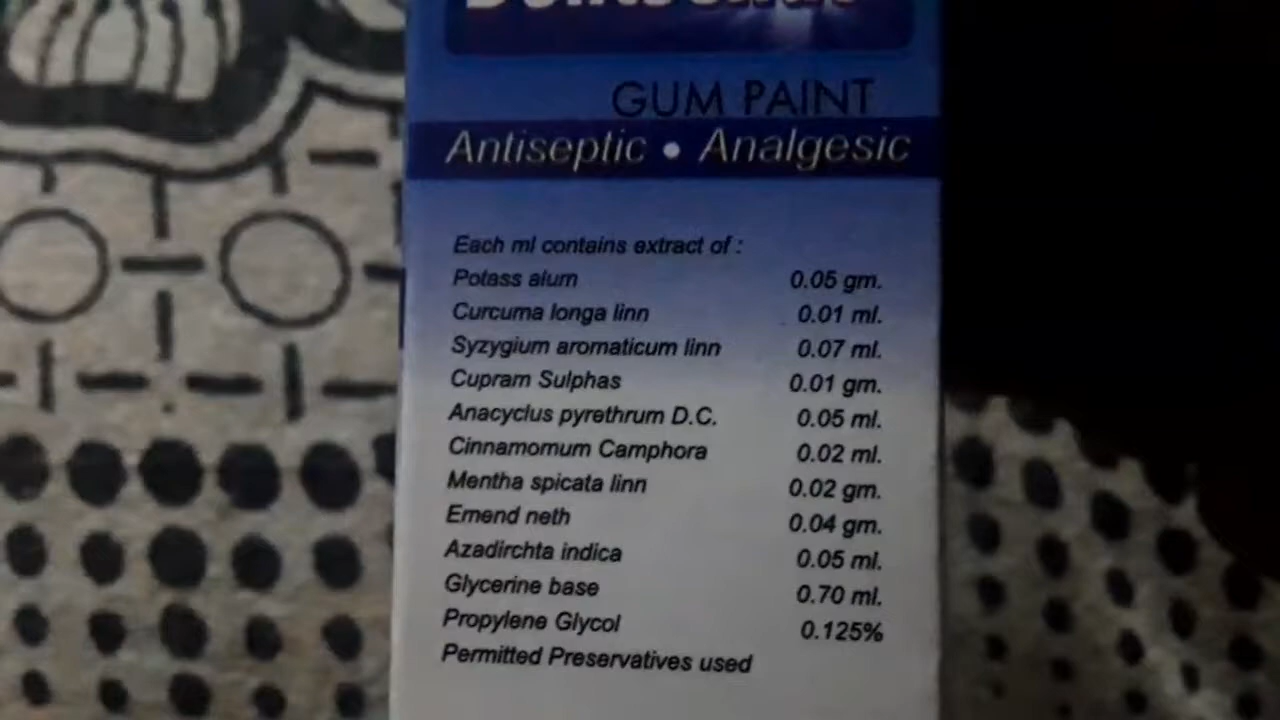 GUM PAINT
Antiseptic • Analgesic
Each ml contains extract of :
Potass alum 0.05 gm.
Curcuma longa linn 0.01 ml.
Syzygium aromaticum linn 0.07 ml.
Cupram Sulphas 0.01 gm.
Anacyclus pyrethrum D.C. 0.05 ml.
Cinnamomum Camphora 0.02 ml.
Mentha spicata linn 0.02 gm.
Emend neth 0.04 gm.
Azadirchta indica 0.05 ml.
Glycerine base 0.70 ml.
Propylene Glycol 0.125%
Permitted Preservatives used